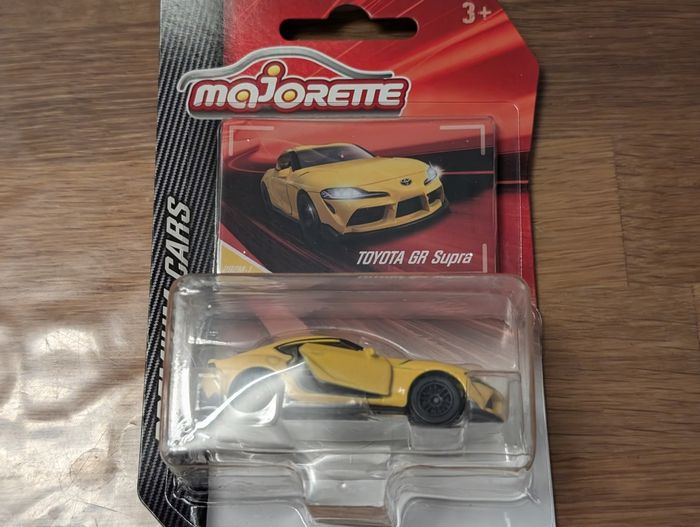 3+
majorette
TOYOTA GR Supra
CARS